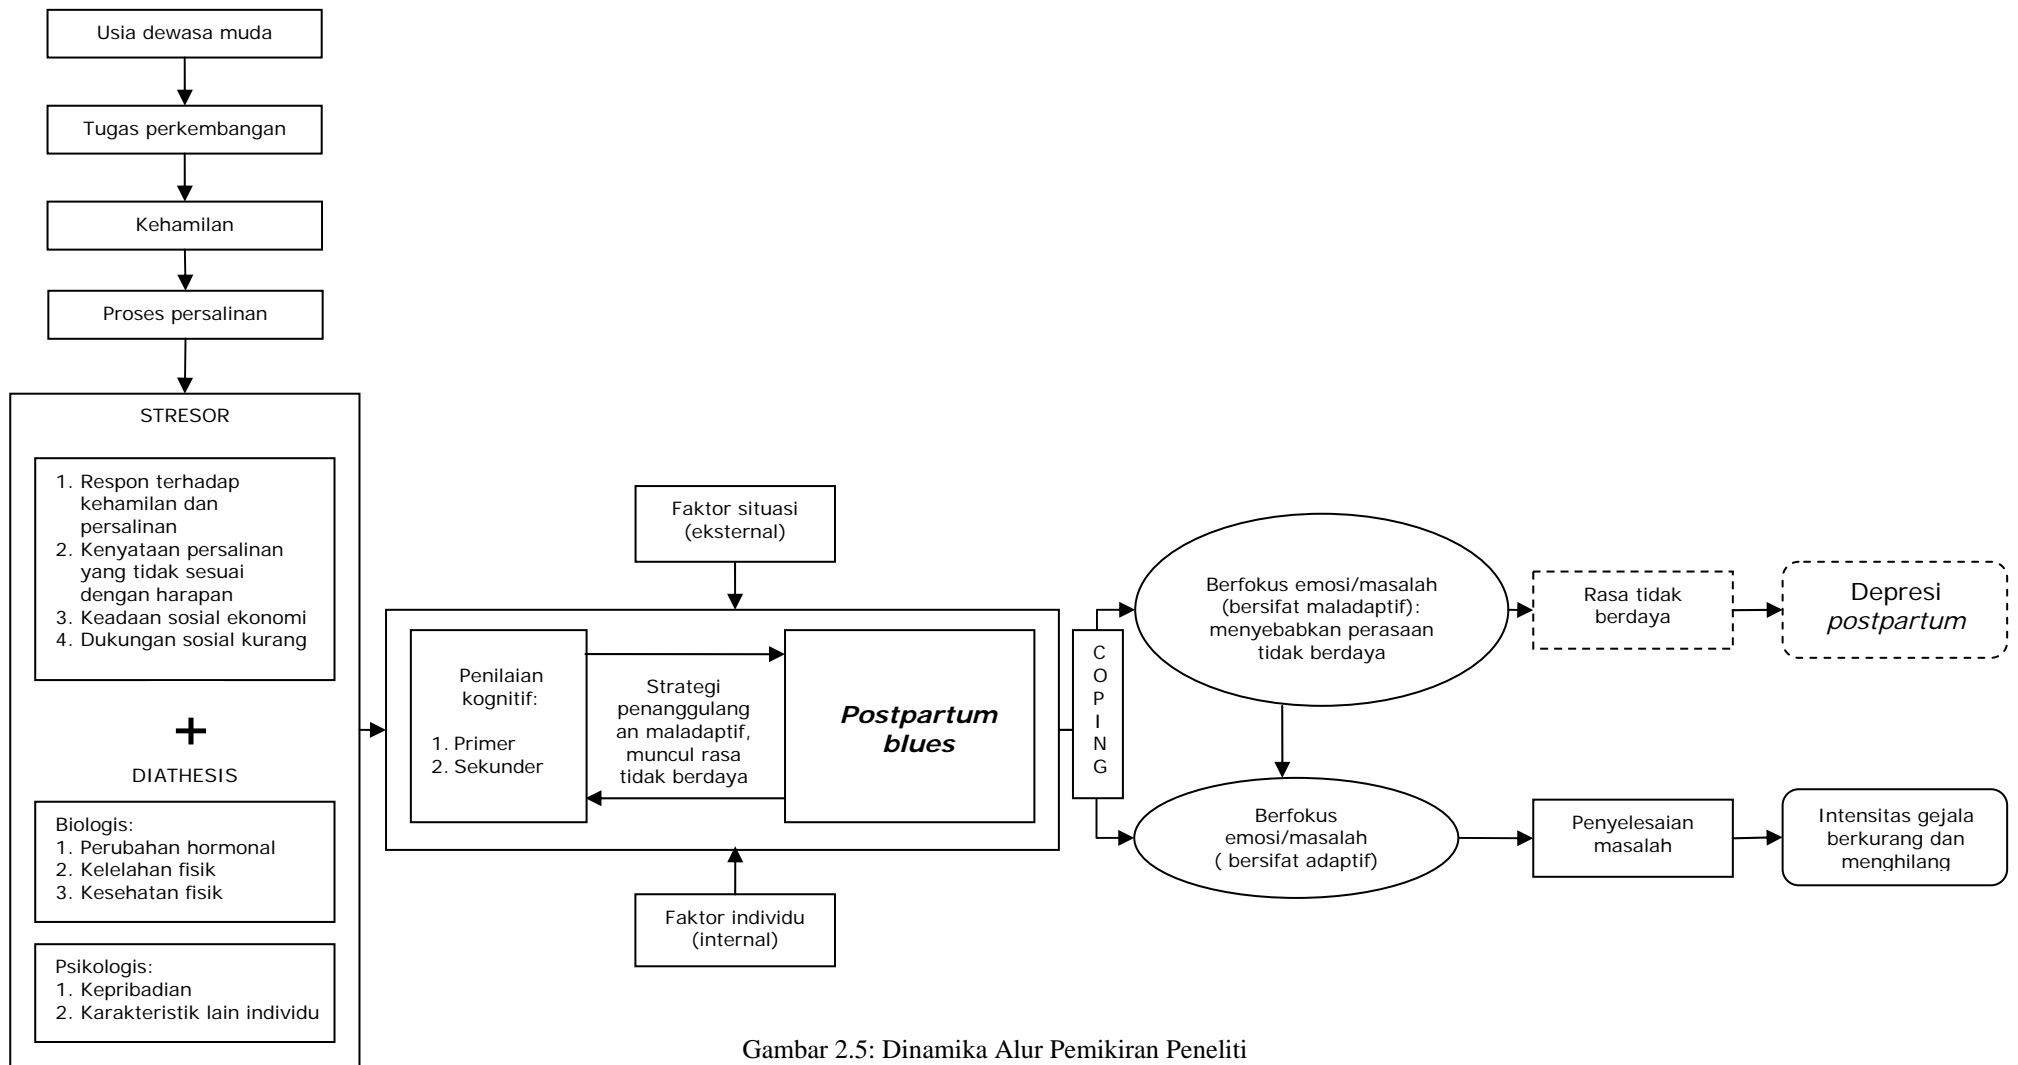 Usia dewasa muda
Tugas perkembangan
Kehamilan
Proses persalinan
STRESOR
1. Respon terhadap
kehamilan dan
persalinan
2. Kenyataan persalinan
yang tidak sesuai
dengan harapan
3. Keadaan sosial ekonomi
4. Dukungan sosial kurang
+
DIATHESIS
Biologis:
1. Perubahan hormonal
2. Kelelahan fisik
3. Kesehatan fisik
Psikologis:
1. Kepribadian
2. Karakteristik lain individu
Faktor situasi
(eksternal)
Penilaian
kognitif:
1. Primer
2. Sekunder
Strategi
penanggulang
an maladaptif,
muncul rasa
tidak berdaya
Postpartum
blues
Faktor individu
(internal)
C
O
P
I
N
G
Berfokus emosi/masalah
(bersifat maladaptif):
menyebabkan perasaan
tidak berdaya
Rasa tidak
berdaya
Depresi
postpartum
Berfokus
emosi/masalah
( bersifat adaptif)
Penyelesaian
masalah
Intensitas gejala
berkurang dan
menghilang
Gambar 2.5: Dinamika Alur Pemikiran Peneliti